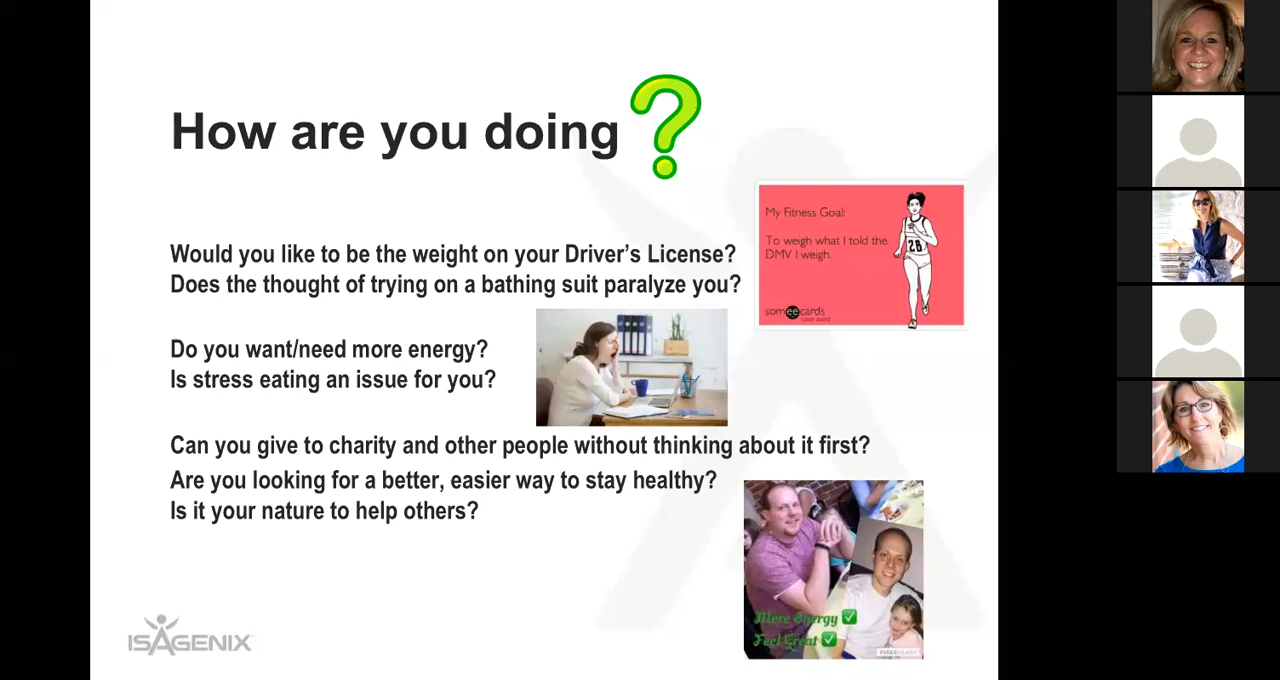 How are you doing?
Would you like to be the weight on your Driver’s License?
Does the thought of trying on a bathing suit paralyze you?
My Fitness Goal:
To weigh what I told the
DMV I weigh.
28
someecards
user card
Do you want/need more energy?
Is stress eating an issue for you?
Can you give to charity and other people without thinking about it first?
Are you looking for a better, easier way to stay healthy?
Is it your nature to help others?
More Energy
Feel Great
ISAGENIX